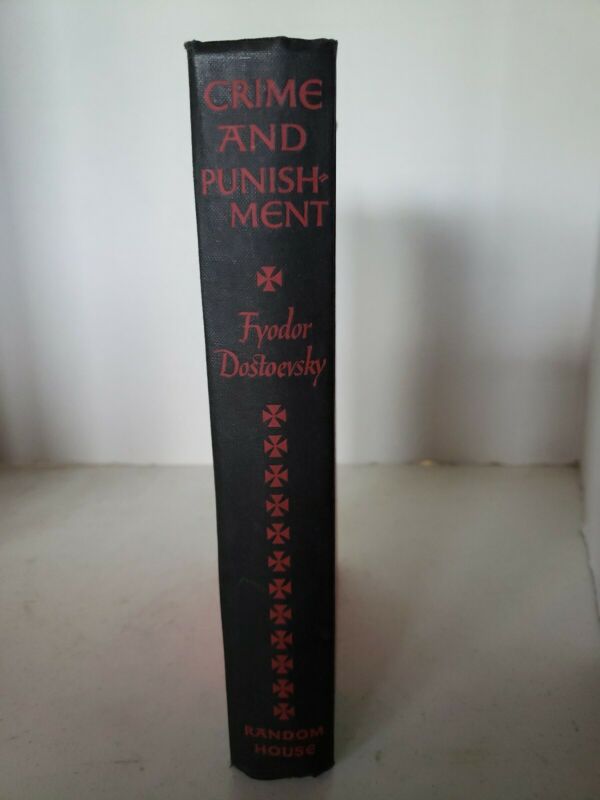 CRIME
AND
PUNISH-
MENT
Fyodor
Dostoevsky
RANDOM
HOUSE